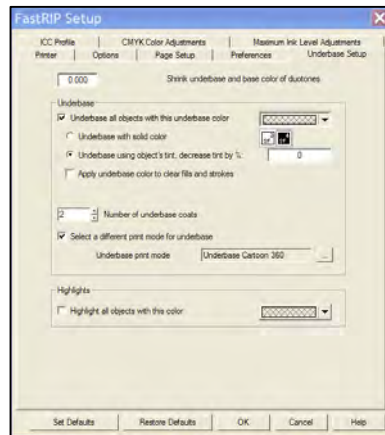 FastRIP Setup
ICC Profile CMYK Color Adjustments Maximum Ink Level Adjustments
Printer Options Page Setup Preferences Underbase Setup
0.000 Shrink underbase and base color of duotones.
Underbase
Underbase all objects with this underbase color
Underbase with solid color
Underbase using object's tint, decrease tint by %: 0
Apply underbase color to clear fills and strokes
2 Number of underbase coats
Select a different print mode for underbase
Underbase print mode Underbase Cartoon 360 ...
Highlights
Highlight all objects with this color
Set Defaults Restore Defaults OK Cancel Help